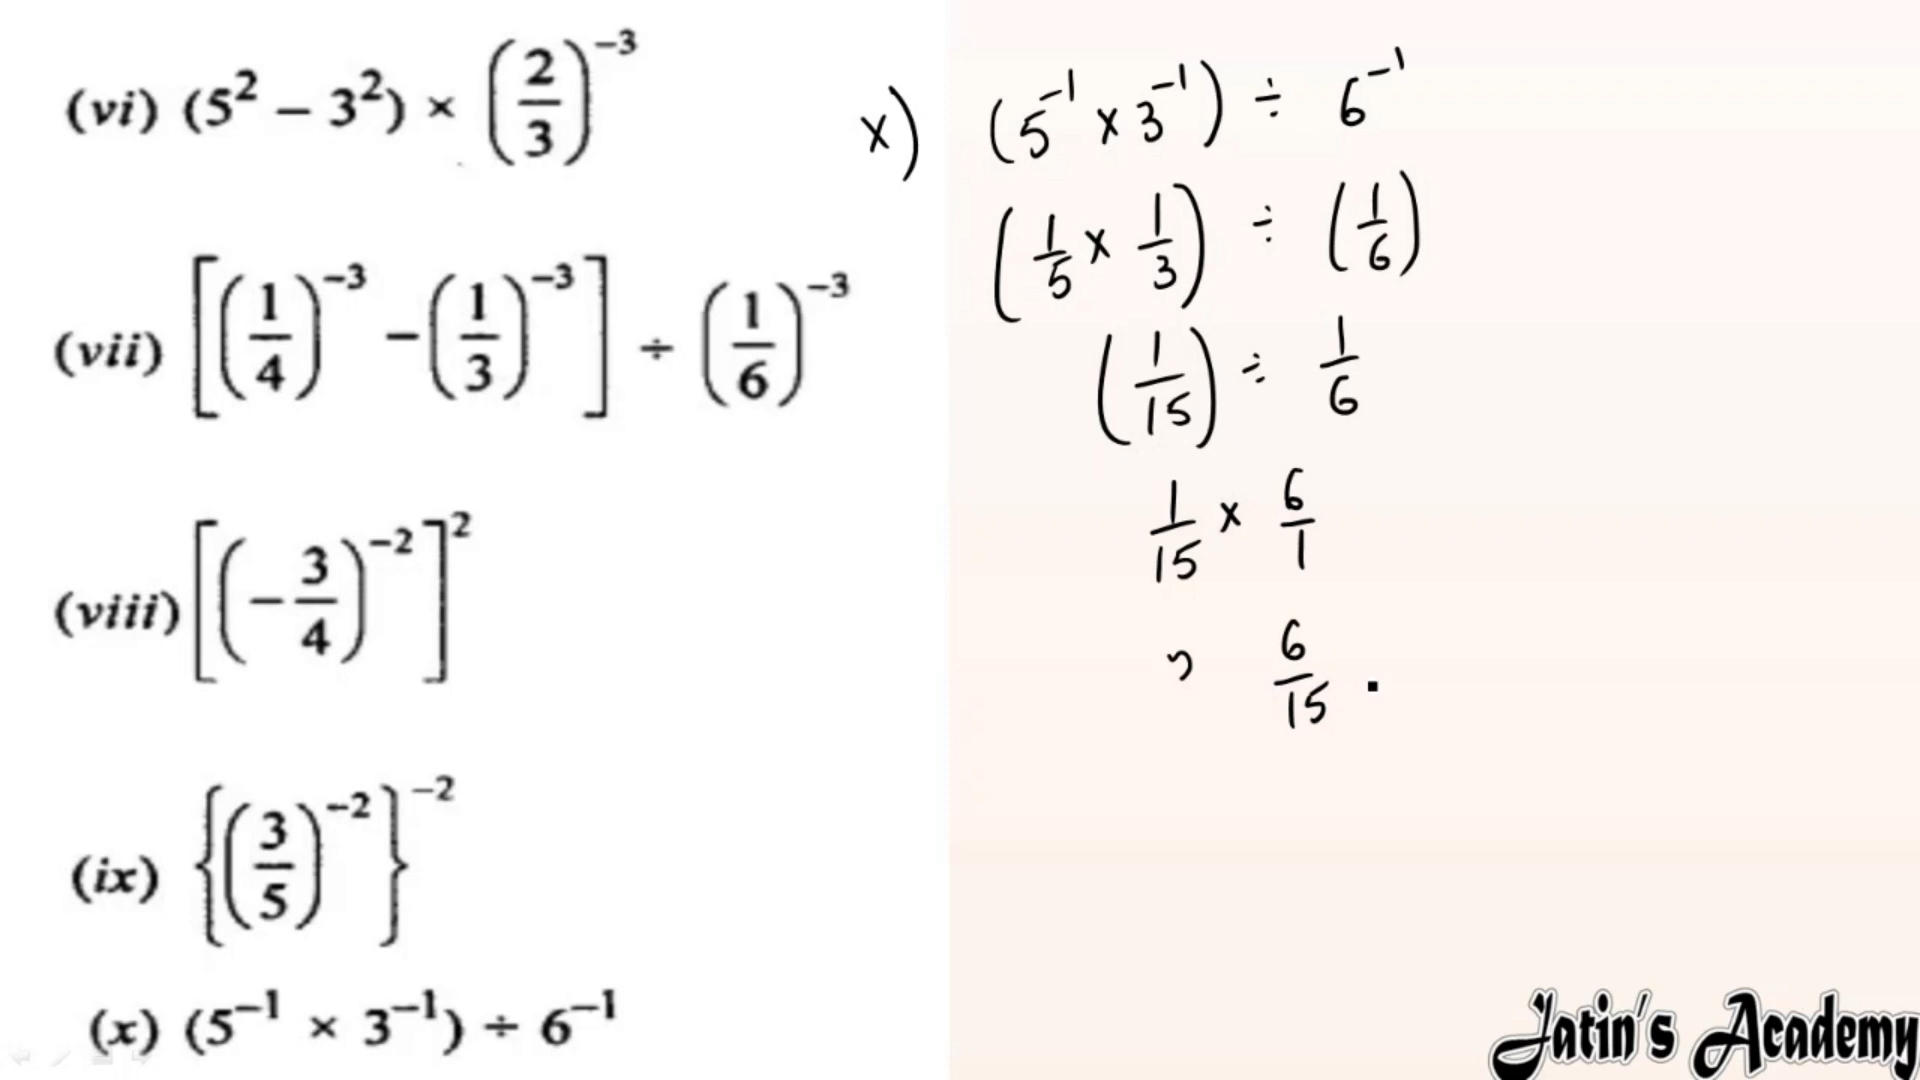 (vi) (5² − 3²) × (2/3)⁻³
(vii) [(1/4)⁻³ − (1/3)⁻³] ÷ (1/6)⁻³
(viii) [(−3/4)⁻²]²
(ix) {(3/5)⁻²}⁻²
(x) (5⁻¹ × 3⁻¹) ÷ 6⁻¹
x) (5⁻¹ × 3⁻¹) ÷ 6⁻¹
(1/5 × 1/3) ÷ (1/6)
(1/15) ÷ 1/6
1/15 × 6/1
6/15
Jatin's Academy